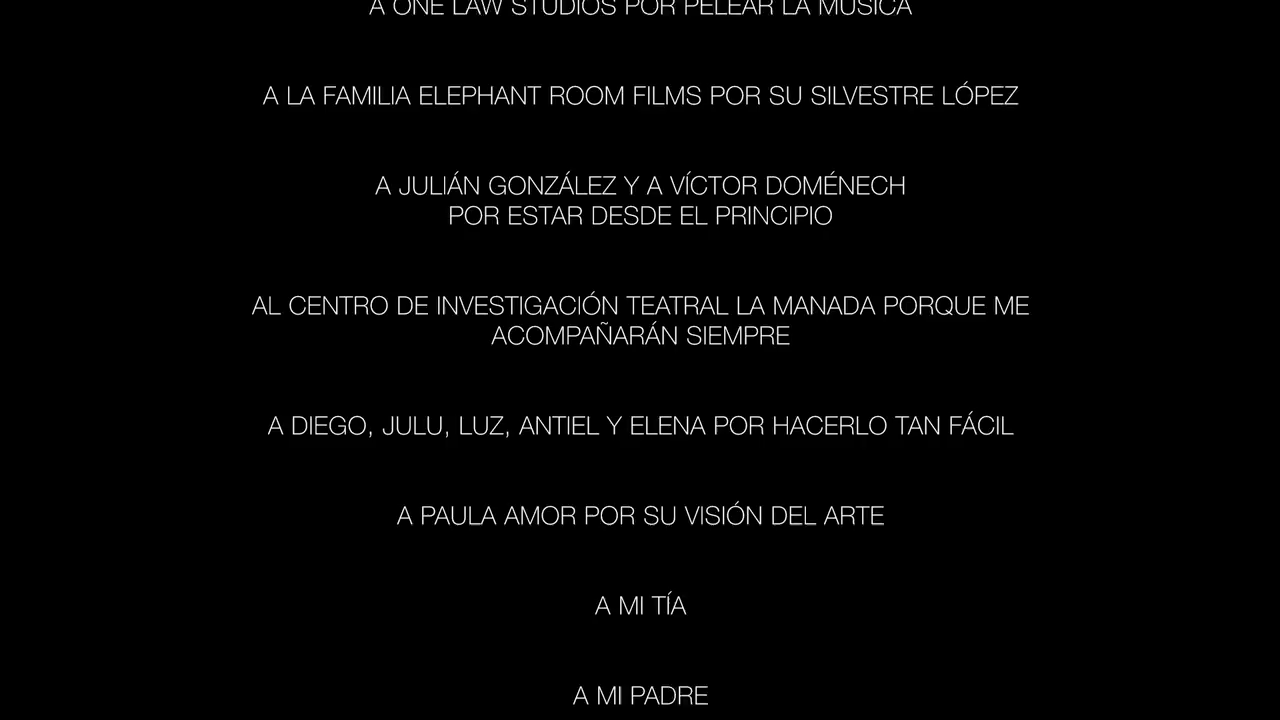 A ONE LAW STUDIOS POR PELEAR LA MÚSICA
A LA FAMILIA ELEPHANT ROOM FILMS POR SU SILVESTRE LÓPEZ
A JULIÁN GONZÁLEZ Y A VÍCTOR DOMÉNECH
POR ESTAR DESDE EL PRINCIPIO
AL CENTRO DE INVESTIGACIÓN TEATRAL LA MANADA PORQUE ME
ACOMPAÑARÁN SIEMPRE
A DIEGO, JULU, LUZ, ANTIEL Y ELENA POR HACERLO TAN FÁCIL
A PAULA AMOR POR SU VISIÓN DEL ARTE
A MI TÍA
A MI PADRE